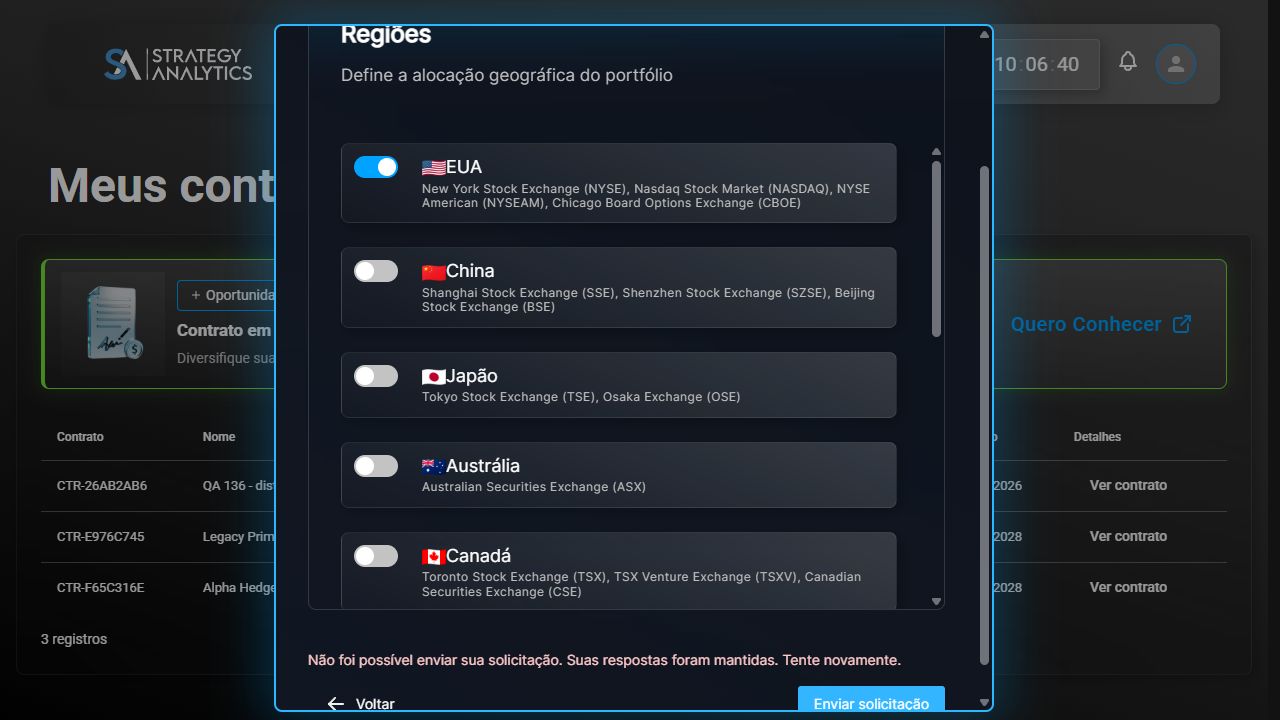 STRATEGY
ANALYTICS
10:06:40
Meus cont
Regiões
Define a alocação geográfica do portfólio
EUA
New York Stock Exchange (NYSE), Nasdaq Stock Market (NASDAQ), NYSE
American (NYSEAM), Chicago Board Options Exchange (CBOE)
China
Shanghai Stock Exchange (SSE), Shenzhen Stock Exchange (SZSE), Beijing
Stock Exchange (BSE)
Japão
Tokyo Stock Exchange (TSE), Osaka Exchange (OSE)
Austrália
Australian Securities Exchange (ASX)
Canadá
Toronto Stock Exchange (TSX), TSX Venture Exchange (TSXV), Canadian
Securities Exchange (CSE)
Não foi possível enviar sua solicitação. Suas respostas foram mantidas. Tente novamente.
Voltar
Enviar solicitação
+ Oportunida
Contrato em
Diversifique sua
Quero Conhecer
Contrato Nome o Detalhes
CTR-26AB2AB6 QA 136 - dist 2026 Ver contrato
CTR-E976C745 Legacy Prim 2028 Ver contrato
CTR-F65C316E Alpha Hedge 2028 Ver contrato
3 registros